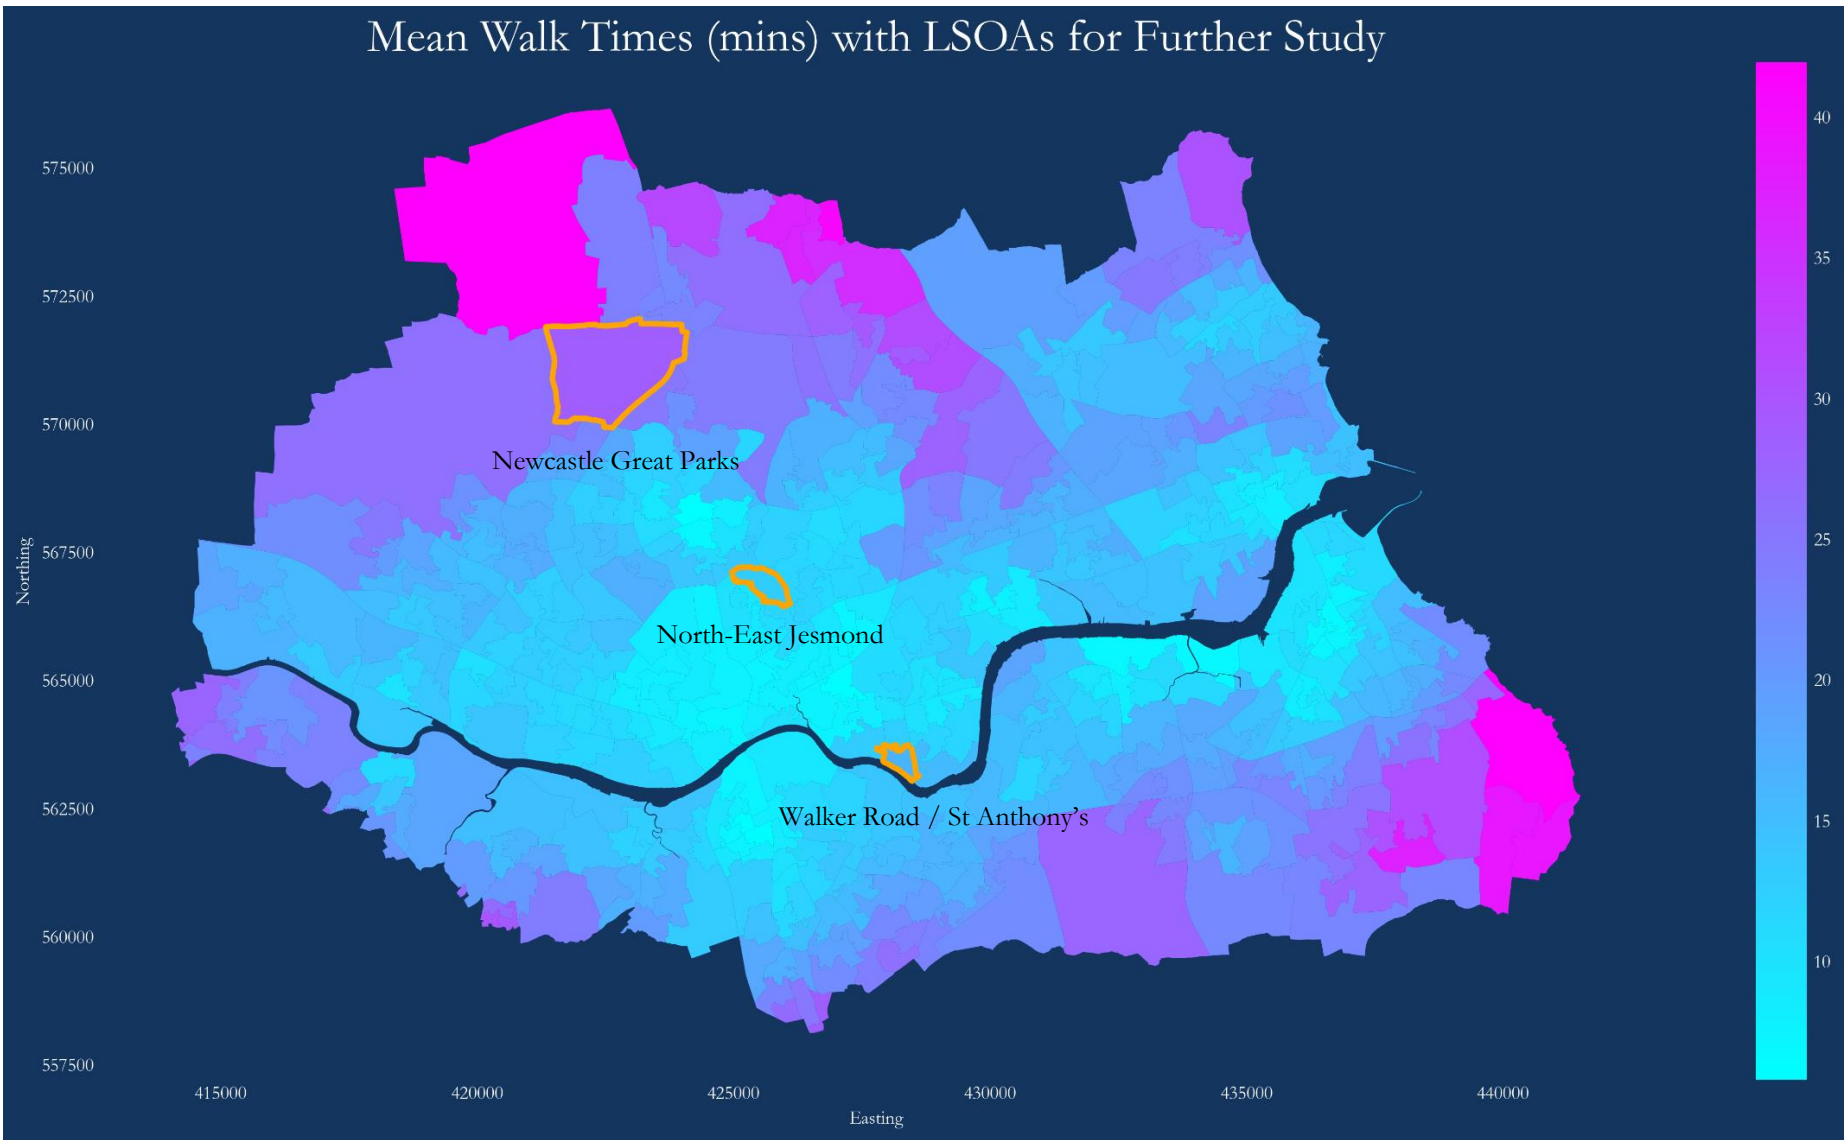 Mean Walk Times (mins) with LSOAs for Further Study
40
575000
35
572500
30
570000
Newcastle Great Parks
25
567500
Northing
North-East Jesmond
20
565000
15
562500
Walker Road / St Anthony’s
10
560000
557500
415000 420000 425000 430000 435000 440000
Easting